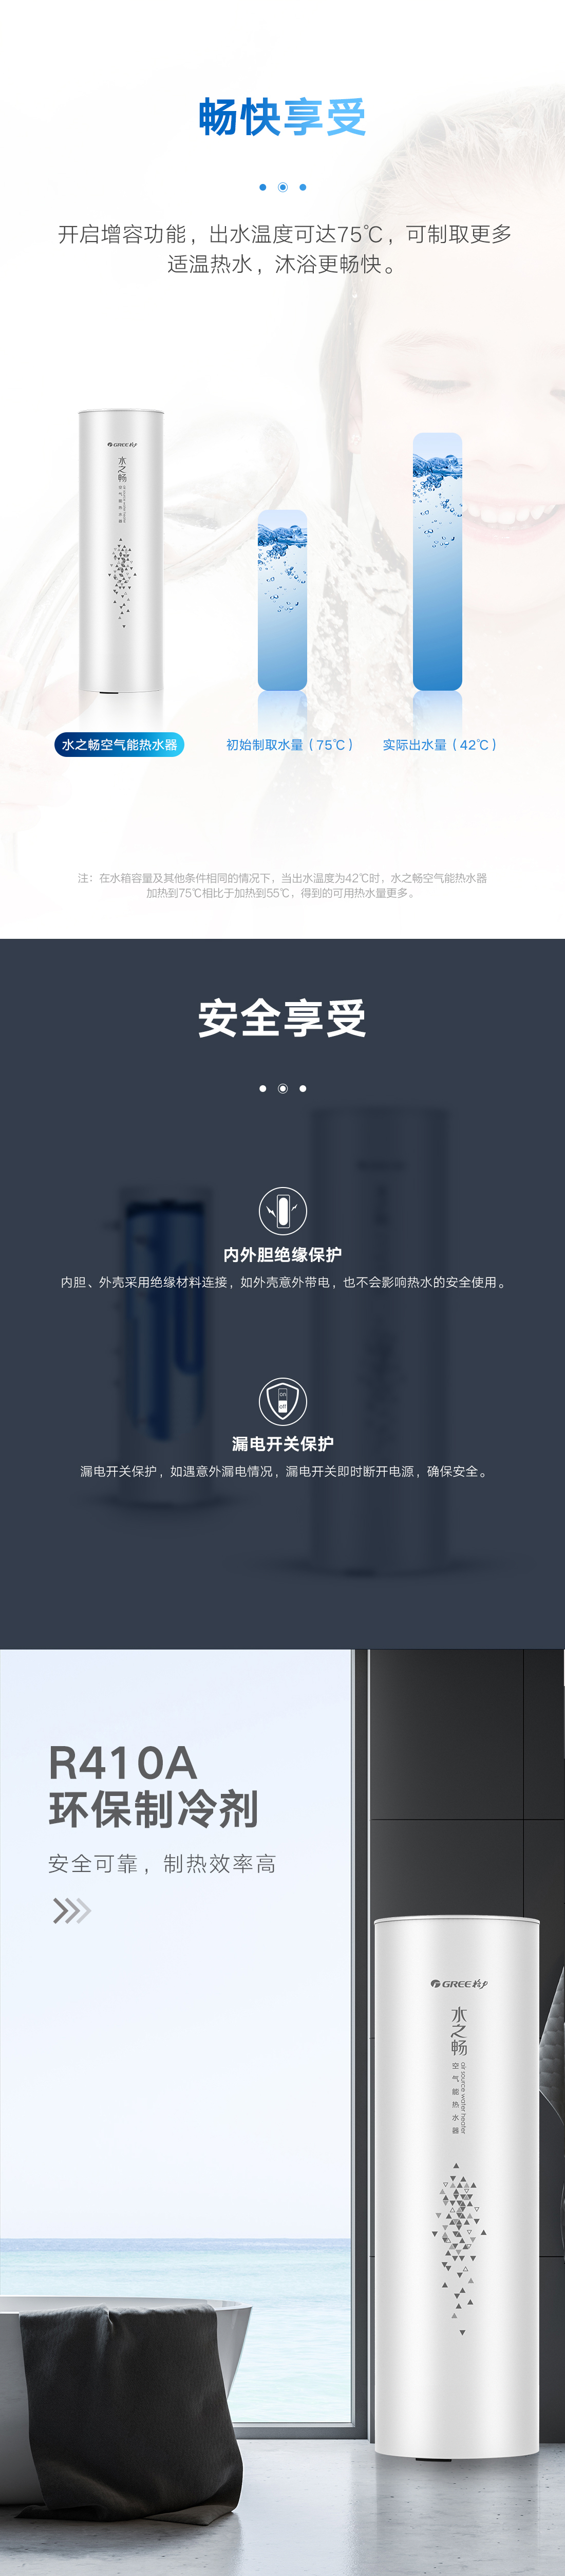 畅快享受
开启增容功能，出水温度可达75℃，可制取更多
适温热水，沐浴更畅快。
GREE格力
水之畅
空气能热水器
air source water heater
水之畅空气能热水器
初始制取水量（75℃）
实际出水量（42℃）
注：在水箱容量及其他条件相同的情况下，当出水温度为42℃时，水之畅空气能热水器
加热到75℃相比于加热到55℃，得到的可用热水量更多。
安全享受
内外胆绝缘保护
内胆、外壳采用绝缘材料连接，如外壳意外带电，也不会影响热水的安全使用。
on
off
漏电开关保护
漏电开关保护，如遇意外漏电情况，漏电开关即时断开电源，确保安全。
R410A
环保制冷剂
安全可靠，制热效率高
GREE格力
水之畅
空气能热水器
air source water heater